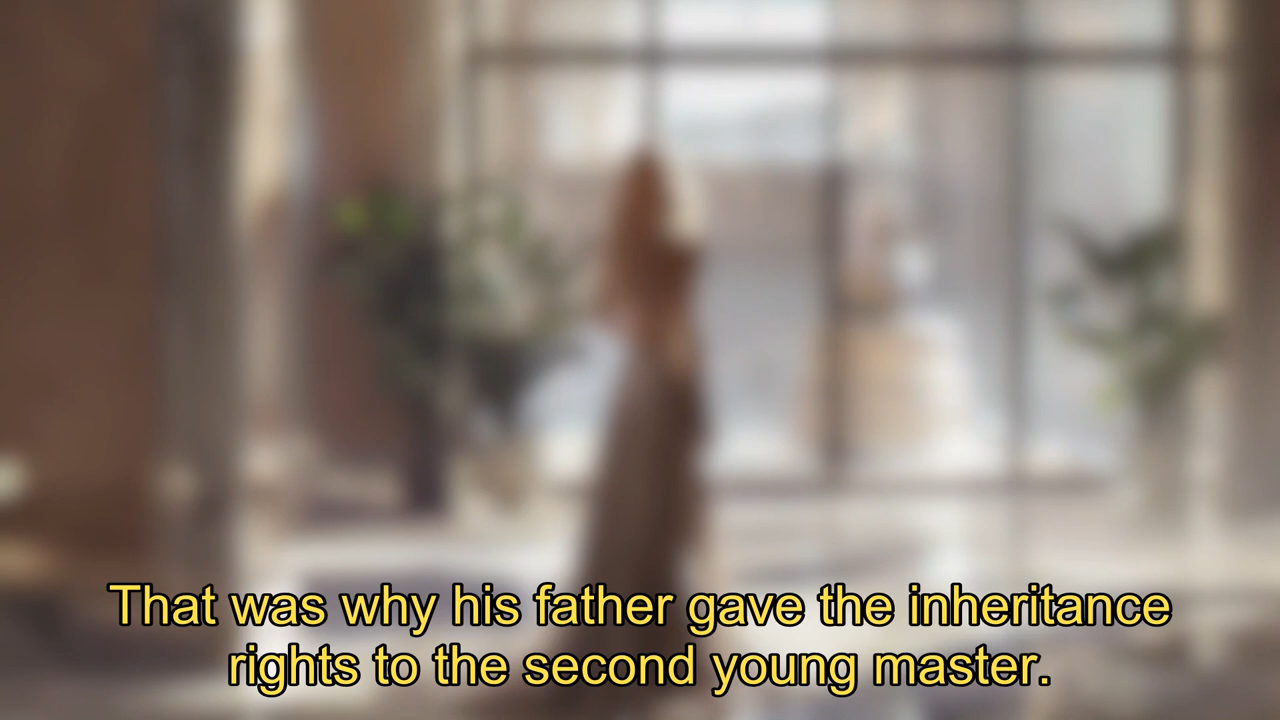 That was why his father gave the inheritance
rights to the second young master.